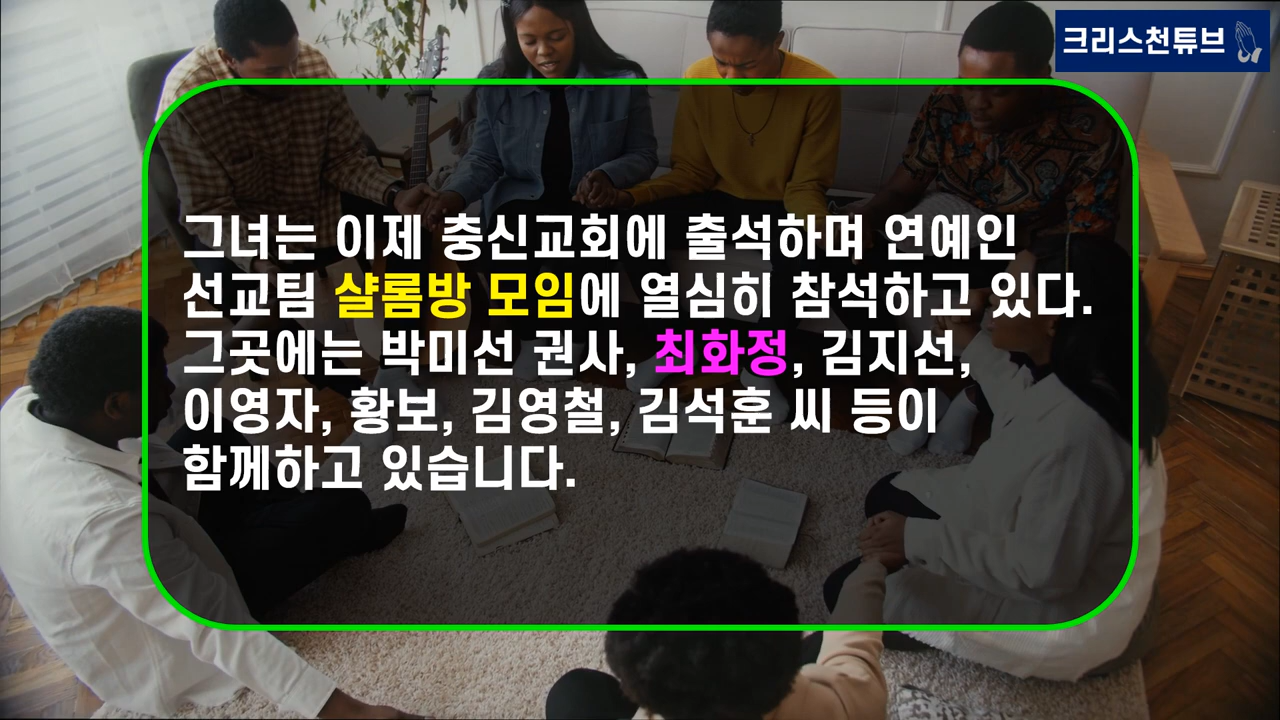 크리스천튜브
그녀는 이제 충신교회에 출석하며 연예인
선교팀 샬롬방 모임에 열심히 참석하고 있다.
그곳에는 박미선 권사, 최화정, 김지선,
이영자, 황보, 김영철, 김석훈 씨 등이
함께하고 있습니다.